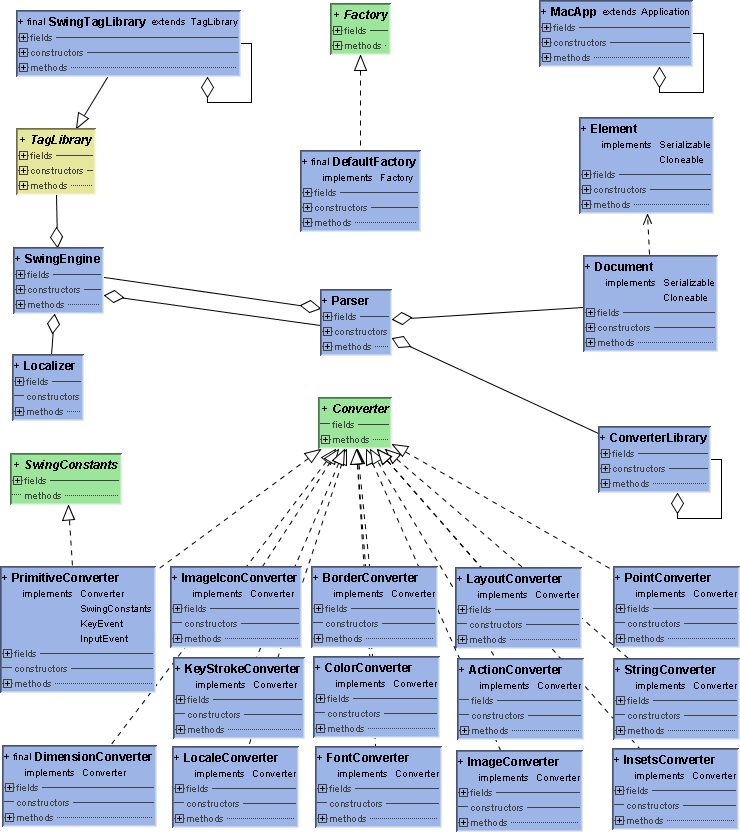 + final SwingTagLibrary extends TagLibrary
fields
constructors
methods
+ Factory
fields
methods
+ MacApp extends Application
fields
constructors
methods
+ TagLibrary
fields
constructors
methods
+ final DefaultFactory
implements Factory
fields
constructors
methods
+ Element
implements Serializable
Cloneable
fields
constructors
methods
+ SwingEngine
fields
constructors
methods
+ Parser
fields
constructors
methods
+ Document
implements Serializable
Cloneable
fields
constructors
methods
+ Localizer
fields
constructors
methods
+ Converter
fields
methods
+ ConverterLibrary
fields
constructors
methods
+ SwingConstants
fields
methods
+ PrimitiveConverter
implements Converter
SwingConstants
KeyEvent
InputEvent
fields
constructors
methods
+ ImageIconConverter
implements Converter
fields
constructors
methods
+ BorderConverter
implements Converter
fields
constructors
methods
+ LayoutConverter
implements Converter
fields
constructors
methods
+ PointConverter
implements Converter
fields
constructors
methods
+ KeyStrokeConverter
implements Converter
fields
constructors
methods
+ ColorConverter
implements Converter
fields
constructors
methods
+ ActionConverter
implements Converter
fields
constructors
methods
+ StringConverter
implements Converter
fields
constructors
methods
+ final DimensionConverter
implements Converter
fields
constructors
methods
+ LocaleConverter
implements Converter
fields
constructors
methods
+ FontConverter
implements Converter
fields
constructors
methods
+ ImageConverter
implements Converter
fields
constructors
methods
+ InsetsConverter
implements Converter
fields
constructors
methods